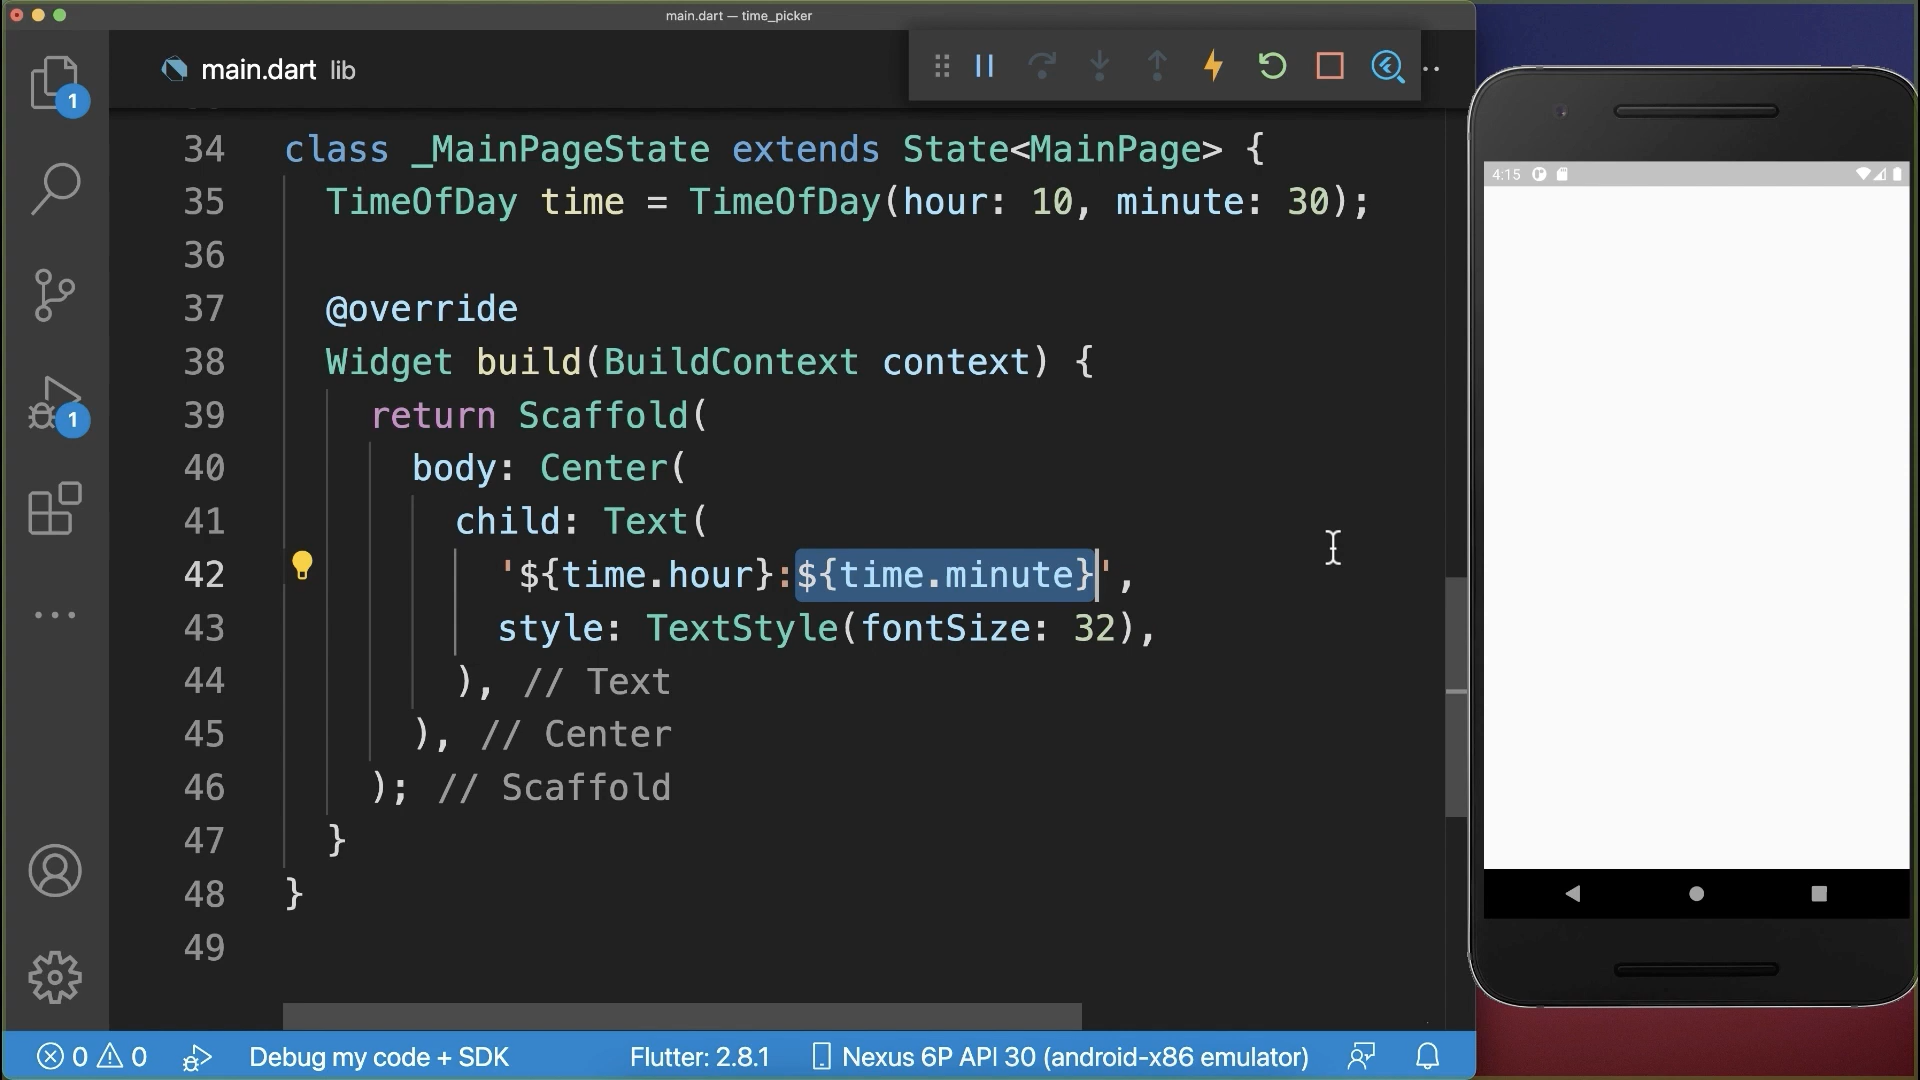 main.dart — time_picker
main.dart lib
34 class _MainPageState extends State<MainPage> {
35 TimeOfDay time = TimeOfDay(hour: 10, minute: 30);
36
37 @override
38 Widget build(BuildContext context) {
39 return Scaffold(
40 body: Center(
41 child: Text(
42 '${time.hour}:${time.minute}',
43 style: TextStyle(fontSize: 32),
44 ), // Text
45 ), // Center
46 ); // Scaffold
47 }
48 }
49
1
1
4:15
0 0 Debug my code + SDK Flutter: 2.8.1 Nexus 6P API 30 (android-x86 emulator)